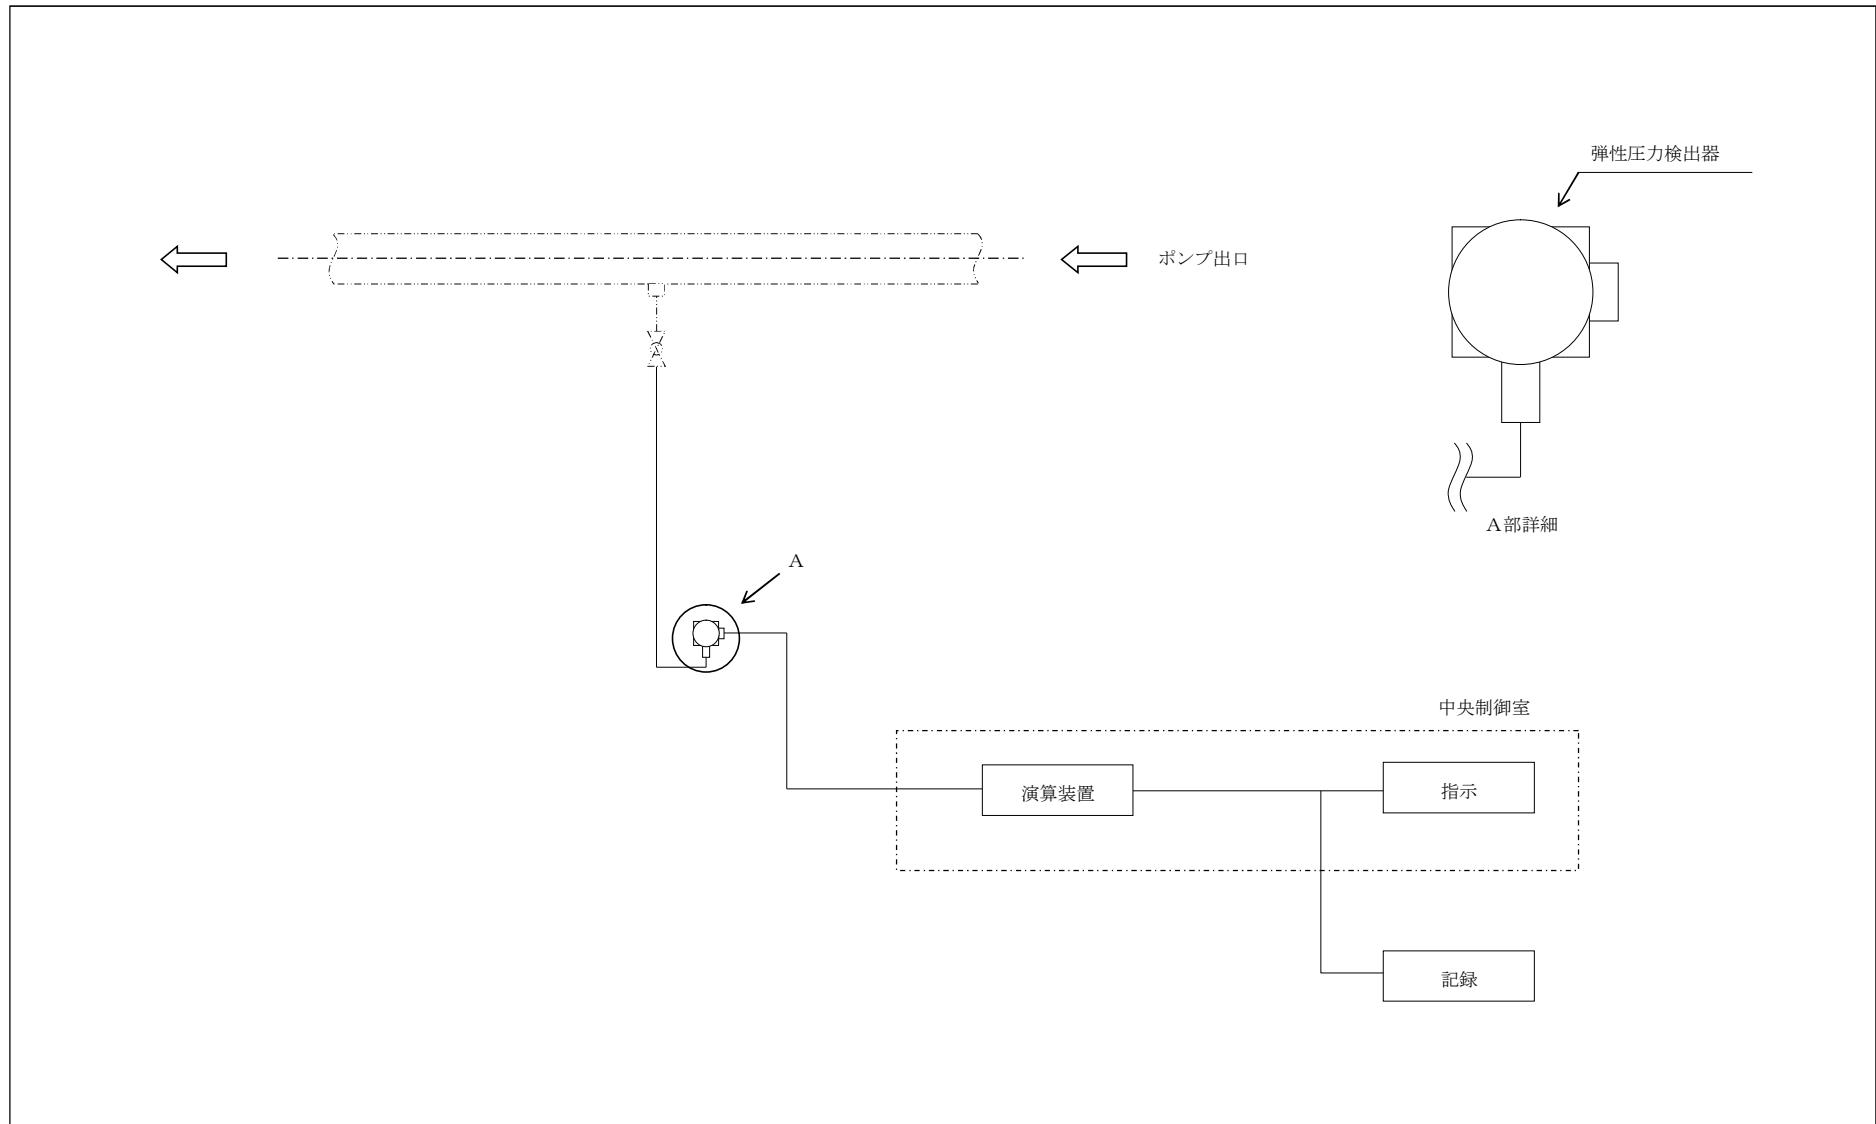 弾性圧力検出器
ポンプ出口
A部詳細
A
中央制御室
演算装置
指示
記録